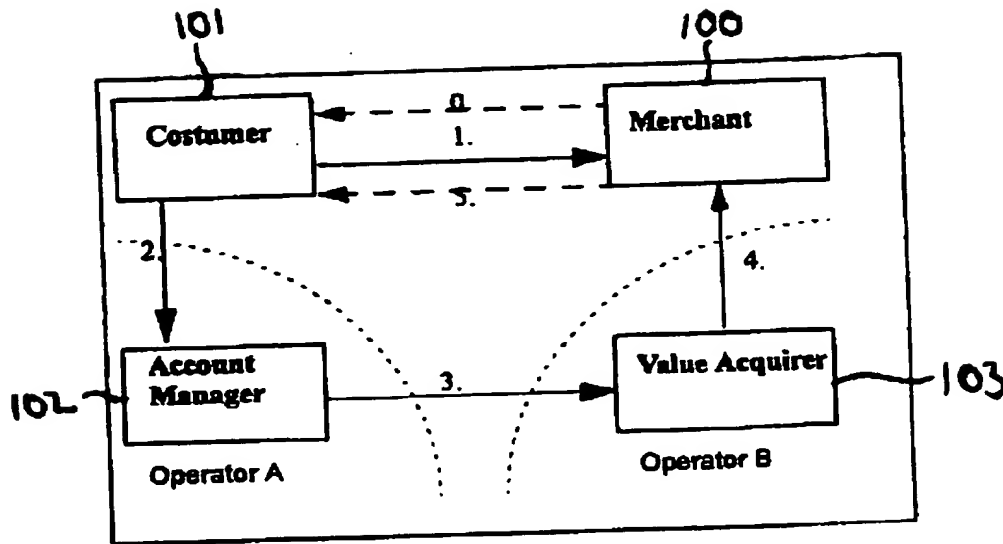 101
100
Costumer
0.
Merchant
1.
5.
2.
4.
Account
Manager
3.
Value Acquirer
102
103
Operator A
Operator B